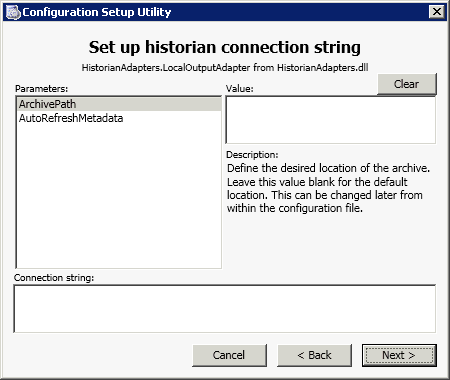 Configuration Setup Utility
Set up historian connection string
HistorianAdapters.LocalOutputAdapter from HistorianAdapters.dll
Clear
Parameters:
ArchivePath
AutoRefreshMetadata
Value:
Description:
Define the desired location of the archive.
Leave this value blank for the default
location. This can be changed later from
within the configuration file.
Connection string:
Cancel
< Back
Next >